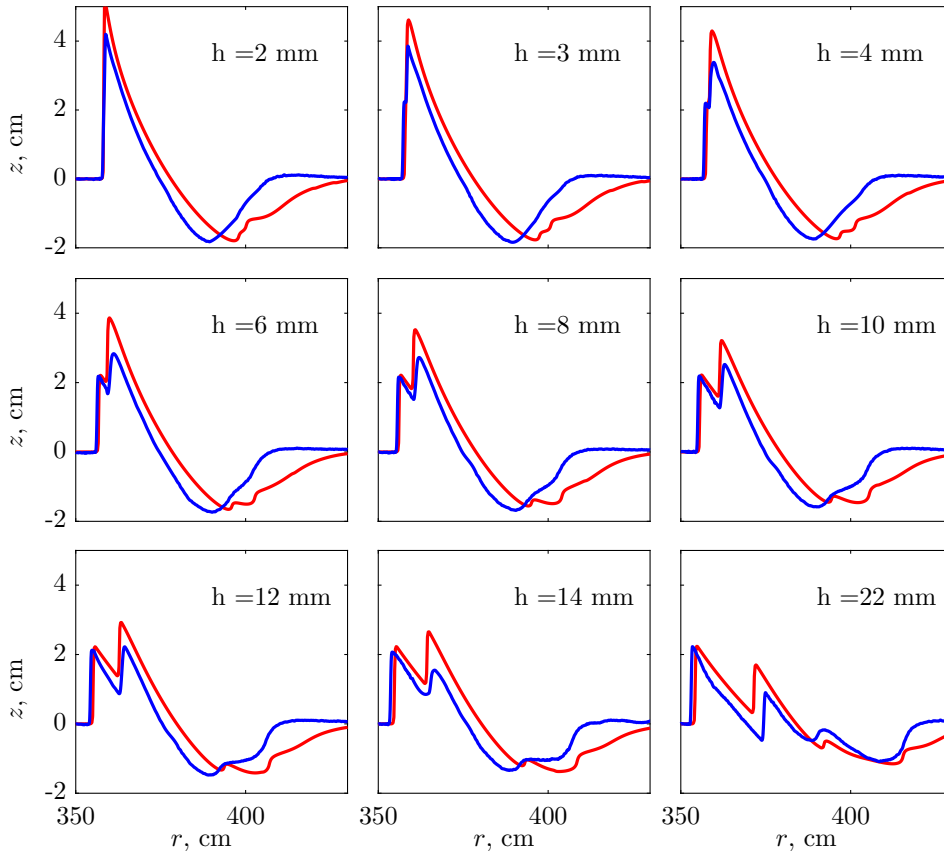 4
2
0
-2
z, cm
h =2 mm
h =3 mm
h =4 mm
4
2
0
-2
z, cm
h =6 mm
h =8 mm
h =10 mm
4
2
0
-2
z, cm
h =12 mm
h =14 mm
h =22 mm
350 400
350 400
350 400
r, cm
r, cm
r, cm